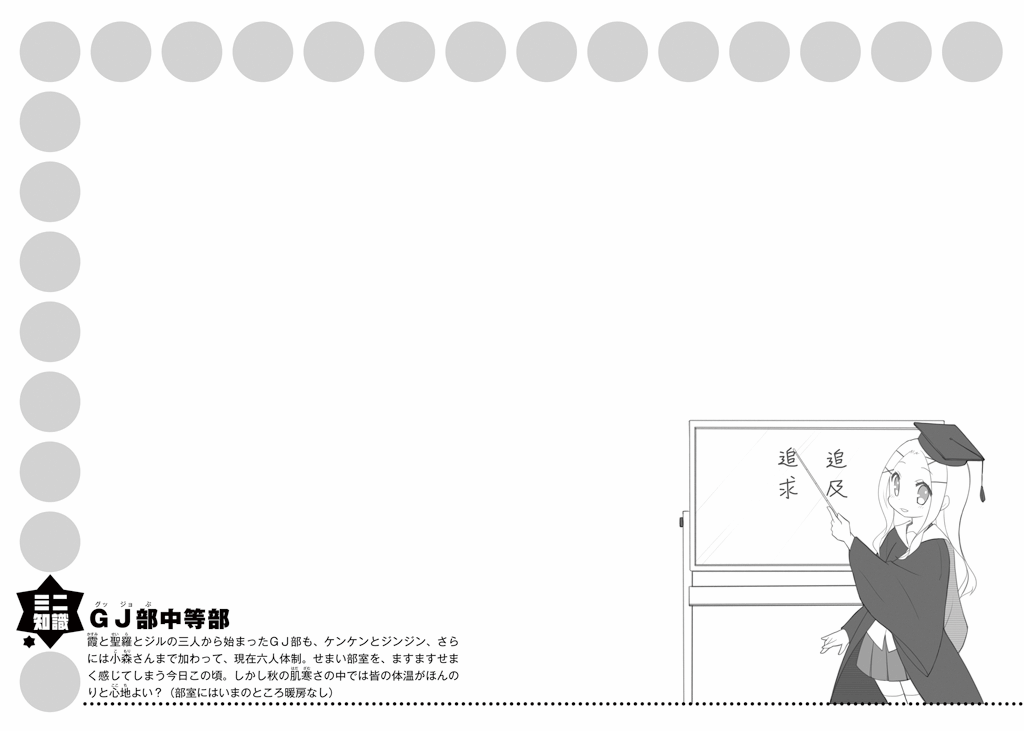 追及
追求
ミニ知識
GJ部中等部
霞と聖羅とジルの三人から始まったGJ部も、ケンケンとジンジン、さら
には小森さんまで加わって、現在六人体制。せまい部室を、ますますせま
く感じてしまう今日この頃。しかし秋の肌寒さの中では皆の体温がほんの
りと心地よい？（部室にはいまのところ暖房なし）